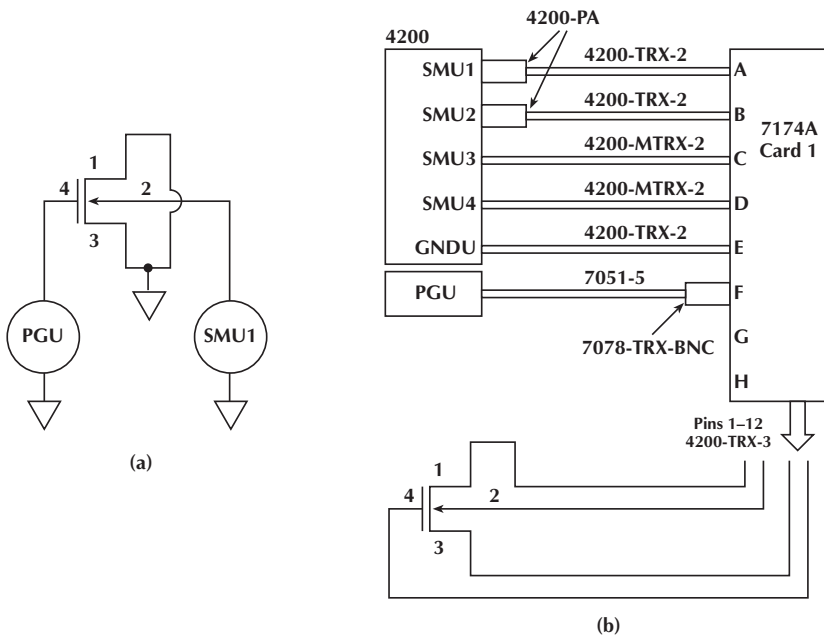 1
4
2
3
PGU
SMU1
(a)
4200-PA
4200
SMU1
4200-TRX-2
A
SMU2
4200-TRX-2
B
7174A
Card 1
SMU3
4200-MTRX-2
C
SMU4
4200-MTRX-2
D
GNDU
4200-TRX-2
E
PGU
7051-5
F
7078-TRX-BNC
G
H
Pins 1–12
4200-TRX-3
1
4
2
3
(b)